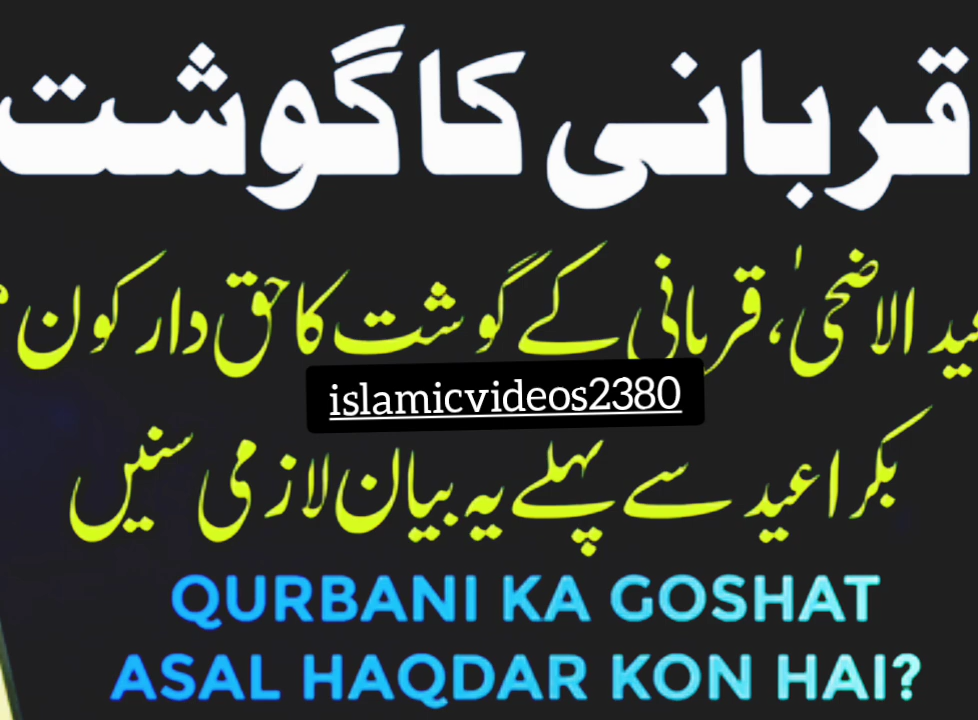 قربانی کا گوشت
عید الاضحیٰ، قربانی کے گوشت کا حق دار کون؟
islamicvideos2380
بکرا عید سے پہلے یہ بیان لازمی سنیں
QURBANI KA GOSHAT
ASAL HAQDAR KON HAI?